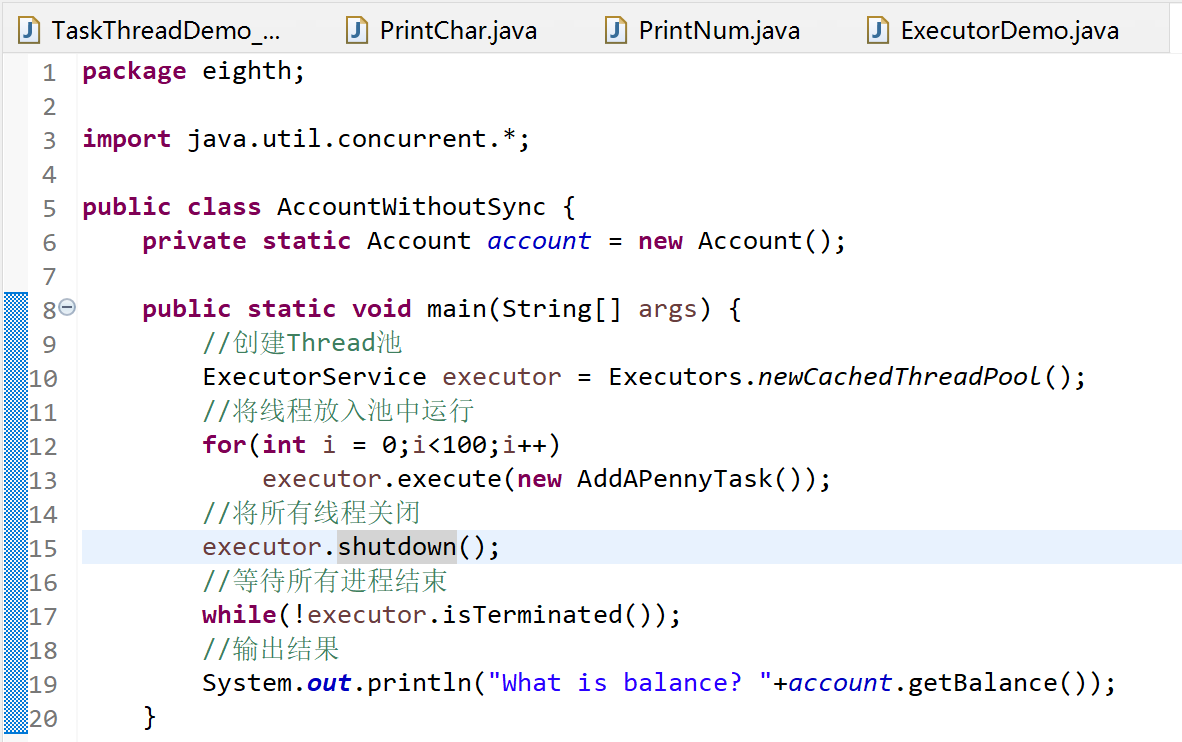 TaskThreadDemo_... PrintChar.java PrintNum.java ExecutorDemo.java
1 package eighth;
2
3 import java.util.concurrent.*;
4
5 public class AccountWithoutSync {
6 private static Account account = new Account();
7
8 public static void main(String[] args) {
9 //创建Thread池
10 ExecutorService executor = Executors.newCachedThreadPool();
11 //将线程放入池中运行
12 for(int i = 0;i<100;i++)
13 executor.execute(new AddAPennyTask());
14 //将所有线程关闭
15 executor.shutdown();
16 //等待所有进程结束
17 while(!executor.isTerminated());
18 //输出结果
19 System.out.println("What is balance? "+account.getBalance());
20 }